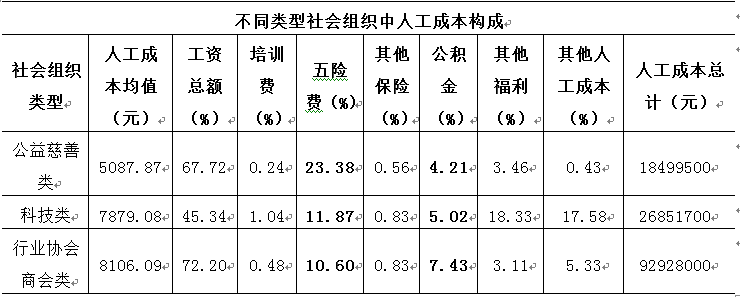 不同类型社会组织中人工成本构成
社会组织类型 人工成本均值（元） 工资总额（%） 培训费（%） 五险费（%） 其他保险（%） 公积金（%） 其他福利（%） 其他人工成本（%） 人工成本总计（元）
公益慈善类 5087.87 67.72 0.24 23.38 0.56 4.21 3.46 0.43 18499500
科技类 7879.08 45.34 1.04 11.87 0.83 5.02 18.33 17.58 26851700
行业协会商会类 8106.09 72.20 0.48 10.60 0.83 7.43 3.11 5.33 92928000